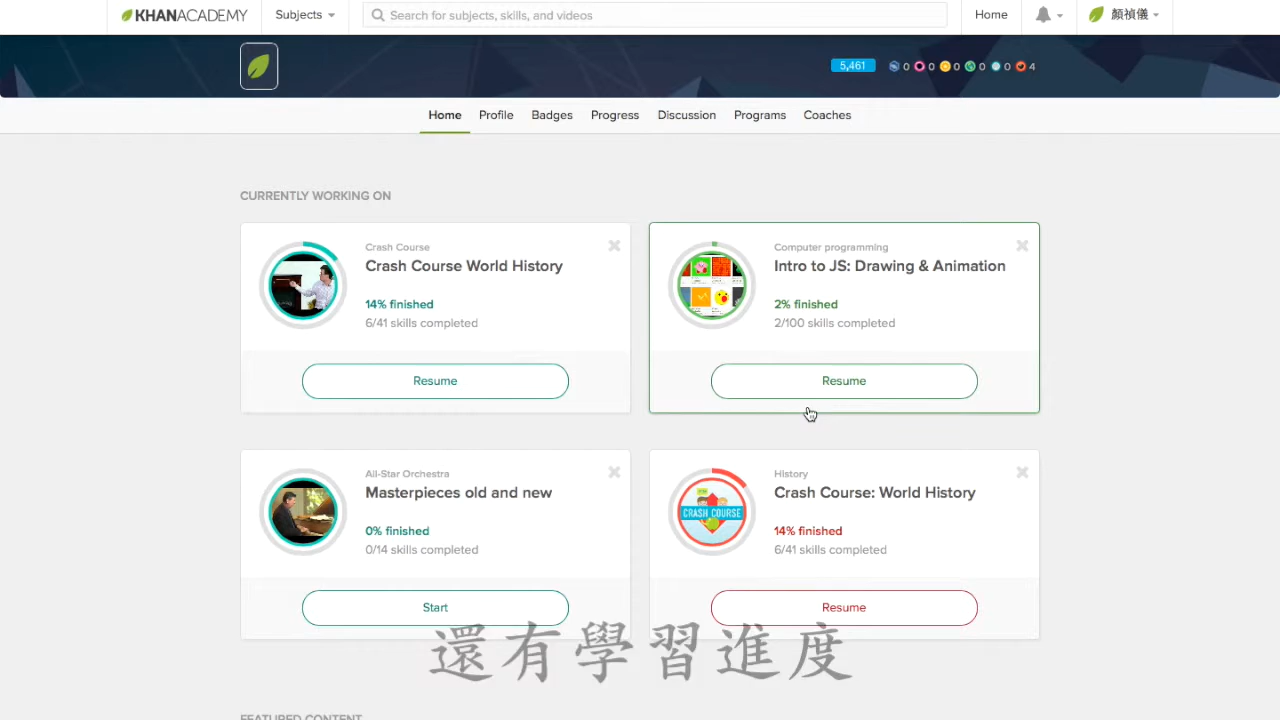 KHANACADEMY
Subjects
Search for subjects, skills, and videos
Home
顏禎儀
5,461
0 0 0 0 0 4
Home Profile Badges Progress Discussion Programs Coaches
CURRENTLY WORKING ON
Crash Course
Crash Course World History
14% finished
6/41 skills completed
Resume
Computer programming
Intro to JS: Drawing & Animation
2% finished
2/100 skills completed
Resume
All-Star Orchestra
Masterpieces old and new
0% finished
0/14 skills completed
Start
History
Crash Course: World History
CRASH COURSE
14% finished
6/41 skills completed
Resume
還有學習進度
FEATURED CONTENT